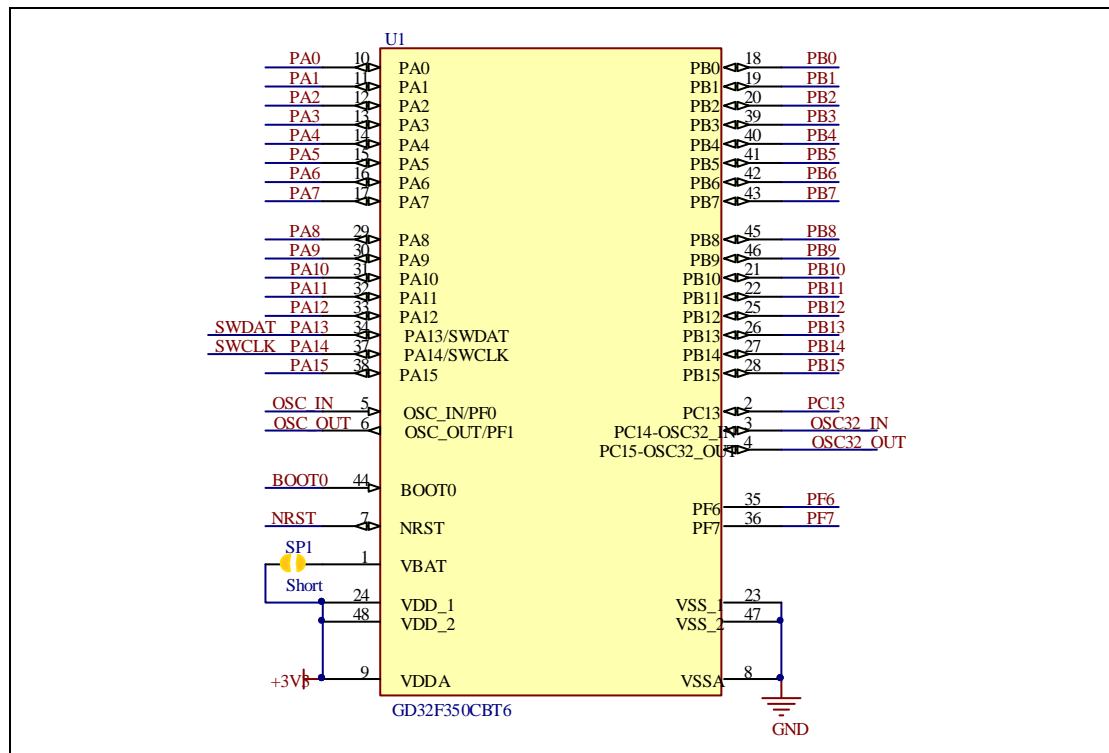 U1
PA0 10 PA0 PB0 18 PB0
PA1 11 PA1 PB1 19 PB1
PA2 12 PA2 PB2 20 PB2
PA3 13 PA3 PB3 39 PB3
PA4 14 PA4 PB4 40 PB4
PA5 15 PA5 PB5 41 PB5
PA6 16 PA6 PB6 42 PB6
PA7 17 PA7 PB7 43 PB7
PA8 29 PA8 PB8 45 PB8
PA9 30 PA9 PB9 46 PB9
PA10 31 PA10 PB10 21 PB10
PA11 32 PA11 PB11 22 PB11
PA12 33 PA12 PB12 25 PB12
SWDAT PA13 34 PA13/SWDAT PB13 26 PB13
SWCLK PA14 37 PA14/SWCLK PB14 27 PB14
PA15 38 PA15 PB15 28 PB15
OSC_IN 5 OSC_IN/PF0 PC13 2 PC13
OSC_OUT 6 OSC_OUT/PF1 PC14-OSC32_IN 3 OSC32_IN
PC15-OSC32_OUT 4 OSC32_OUT
BOOT0 44 BOOT0 PF6 35 PF6
NRST 7 NRST PF7 36 PF7
SP1 1 VBAT
Short
24 VDD_1 VSS_1 23
48 VDD_2 VSS_2 47
+3V3 9 VDDA VSSA 8
GD32F350CBT6
GND